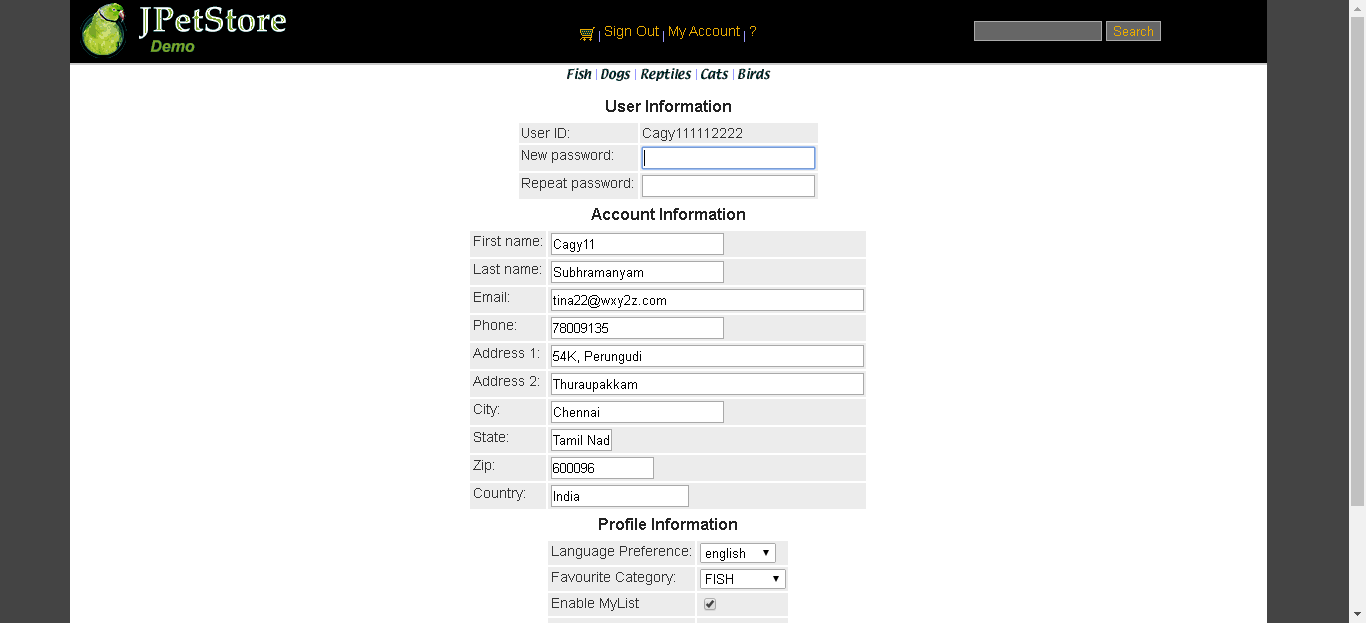 JPetStore
Demo
Sign Out | My Account | ?
Search
Fish | Dogs | Reptiles | Cats | Birds
User Information
User ID: Cagy111112222
New password:
Repeat password:
Account Information
First name: Cagy11
Last name: Subhramanyam
Email: tina22@wxy2z.com
Phone: 78009135
Address 1: 54K, Perungudi
Address 2: Thuraupakkam
City: Chennai
State: Tamil Nad
Zip: 600096
Country: India
Profile Information
Language Preference: english
Favourite Category: FISH
Enable MyList